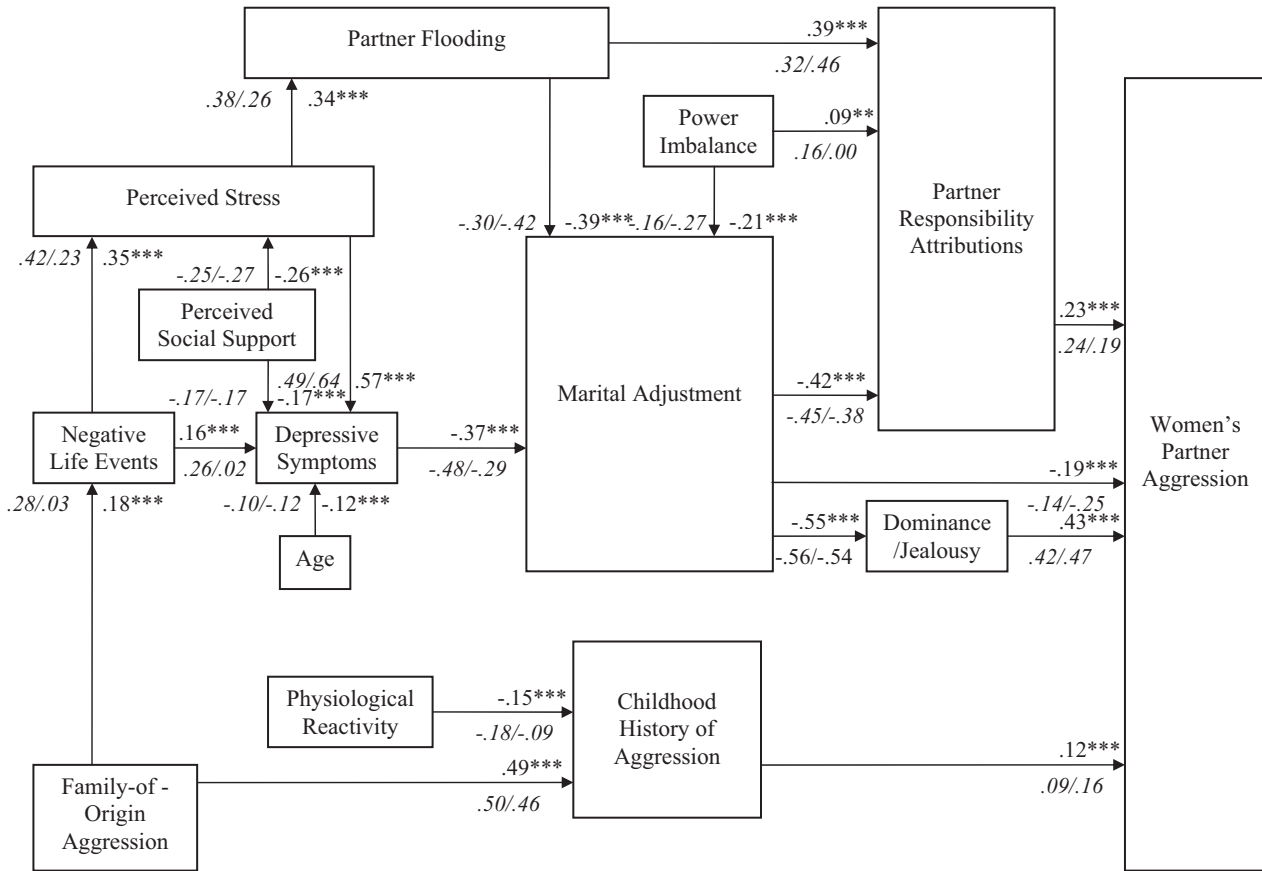 Partner Flooding
.39***
.32/.46
.38/.26
.34***
Power
Imbalance
.09**
.16/.00
Perceived Stress
Partner
Responsibility
Attributions
-.30/-.42
-.39***
-.16/-.27
-.21***
.42/.23
.35***
-.25/-.27
-.26***
Perceived
Social Support
.23***
.24/.19
.49/.64
.57***
-.17/-.17
-.17***
Marital Adjustment
-.42***
-.45/-.38
Negative
Life Events
.16***
.26/.02
Depressive
Symptoms
-.37***
-.48/-.29
Women’s
Partner
Aggression
-.19***
-.14/-.25
.28/.03
.18***
-.10/-.12
-.12***
-.55***
-.56/-.54
Dominance
/Jealousy
.43***
.42/.47
Age
Physiological
Reactivity
-.15***
-.18/-.09
Childhood
History of
Aggression
.12***
.09/.16
Family-of -
Origin
Aggression
.49***
.50/.46